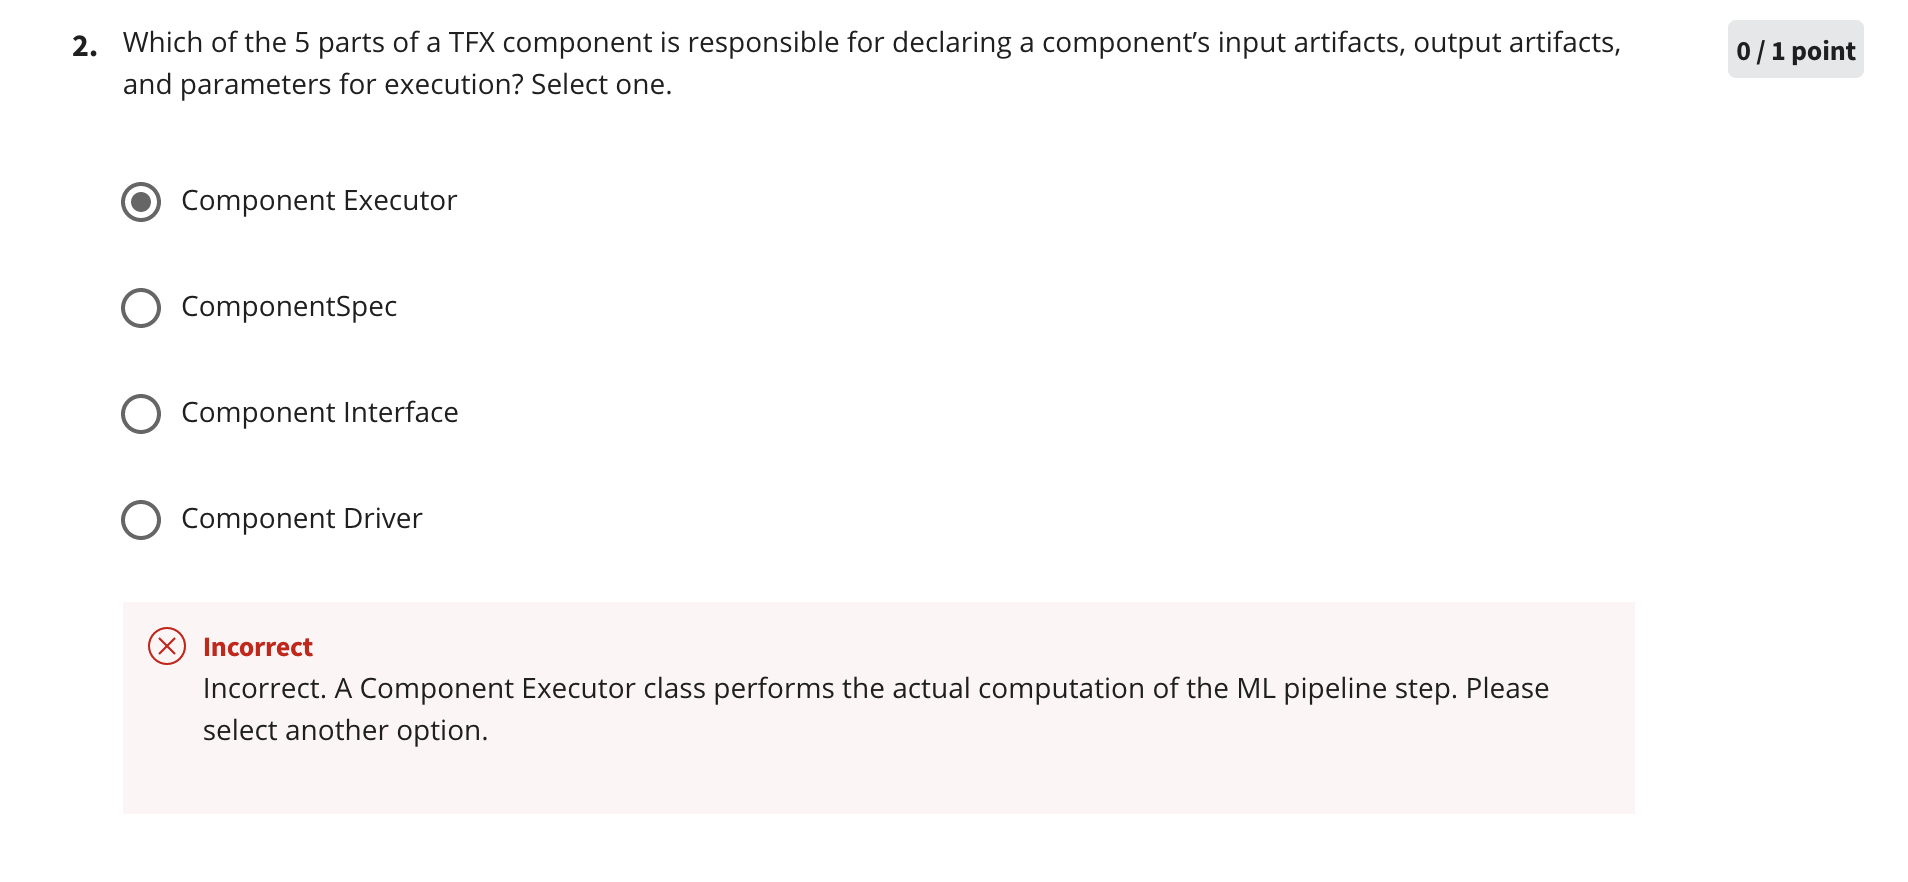 2. Which of the 5 parts of a TFX component is responsible for declaring a component’s input artifacts, output artifacts,
and parameters for execution? Select one.
0 / 1 point
Component Executor
ComponentSpec
Component Interface
Component Driver
Incorrect
Incorrect. A Component Executor class performs the actual computation of the ML pipeline step. Please
select another option.